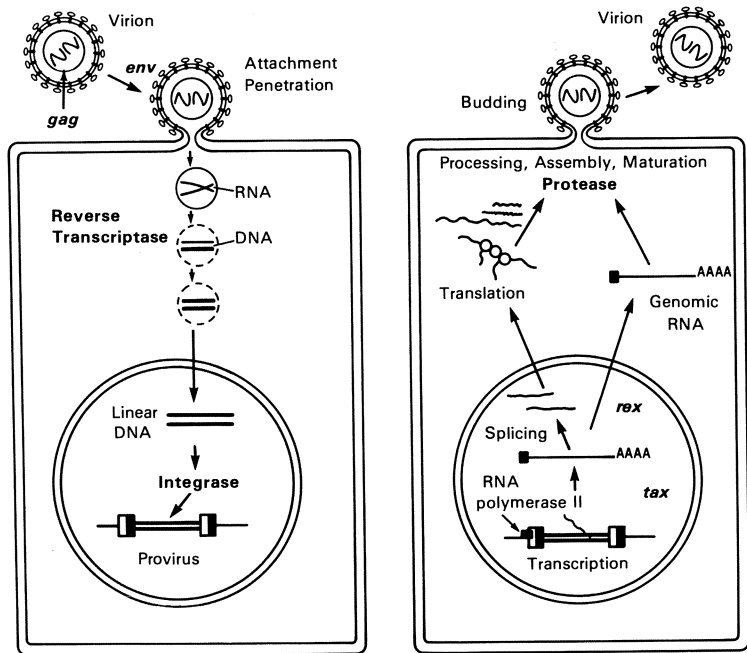 Virion
env
Attachment
Penetration
gag
RNA
Reverse
Transcriptase
DNA
Linear
DNA
Integrase
Provirus
Virion
Budding
Processing, Assembly, Maturation
Protease
AAAA
Translation
Genomic
RNA
rex
Splicing
AAAA
RNA
polymerase II
tax
Transcription